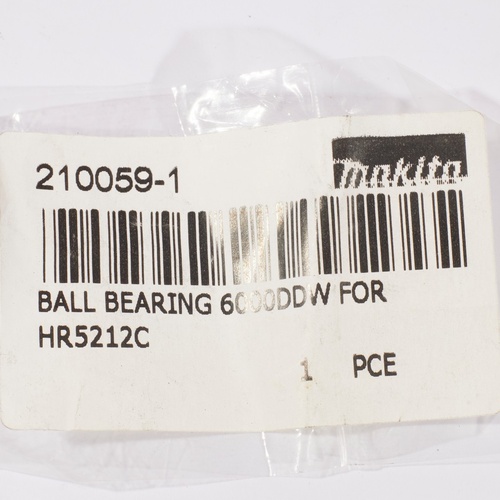 210059-1
makita
BALL BEARING 6000DDW FOR
HR5212C
1 PCE